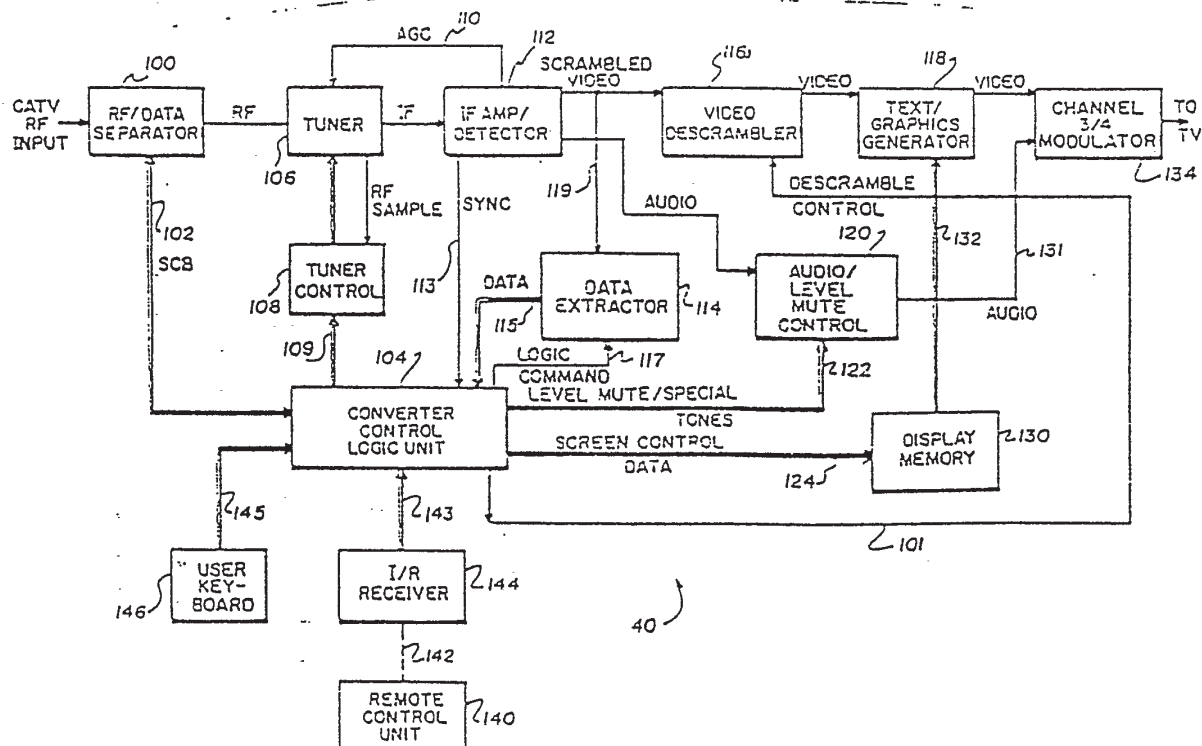 110
AGC
112
100
116
118
SCRAMBLED
VIDEO
VIDEO
VIDEO
CATV
RF
INPUT
RF/DATA
SEPARATOR
RF
TUNER
IF
IF AMP/
DETECTOR
VIDEO
DESCRAMBLER
TEXT/
GRAPHICS
GENERATOR
CHANNEL
3/4
MODULATOR
TO
TV
106
134
119
RF
SAMPLE
SYNC
AUDIO
DESCRAMBLE
CONTROL
102
SCB
120
132
131
108
TUNER
CONTROL
113
DATA
115
DATA
EXTRACTOR
114
AUDIO/
LEVEL
MUTE
CONTROL
AUDIO
109
104
LOGIC
COMMAND
117
122
LEVEL MUTE/SPECIAL
TONES
CONVERTER
CONTROL
LOGIC UNIT
SCREEN CONTROL
DATA
124
DISPLAY
MEMORY
130
145
143
101
146
USER
KEY-
BOARD
I/R
RECEIVER
144
40
142
REMOTE
CONTROL
UNIT
140